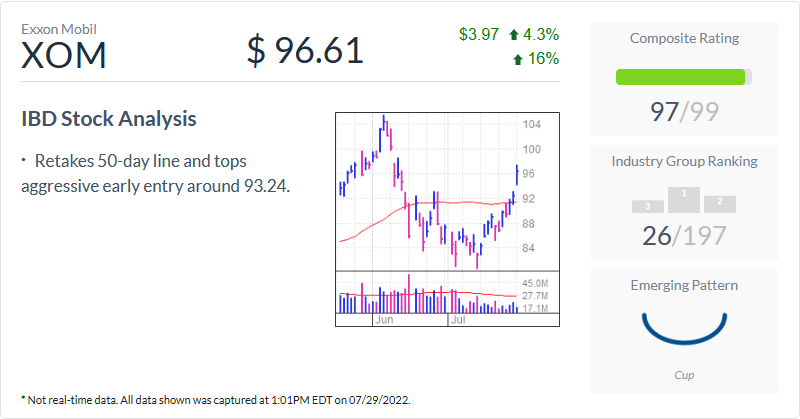 Exxon Mobil
XOM
$ 96.61
$3.97 4.3%
16%
IBD Stock Analysis
· Retakes 50-day line and tops
aggressive early entry around 93.24.
104
100
96
92
88
84
45.0M
27.7M
17.1M
Jun Jul
Composite Rating
97/99
Industry Group Ranking
3 1 2
26/197
Emerging Pattern
Cup
* Not real-time data. All data shown was captured at 1:01PM EDT on 07/29/2022.